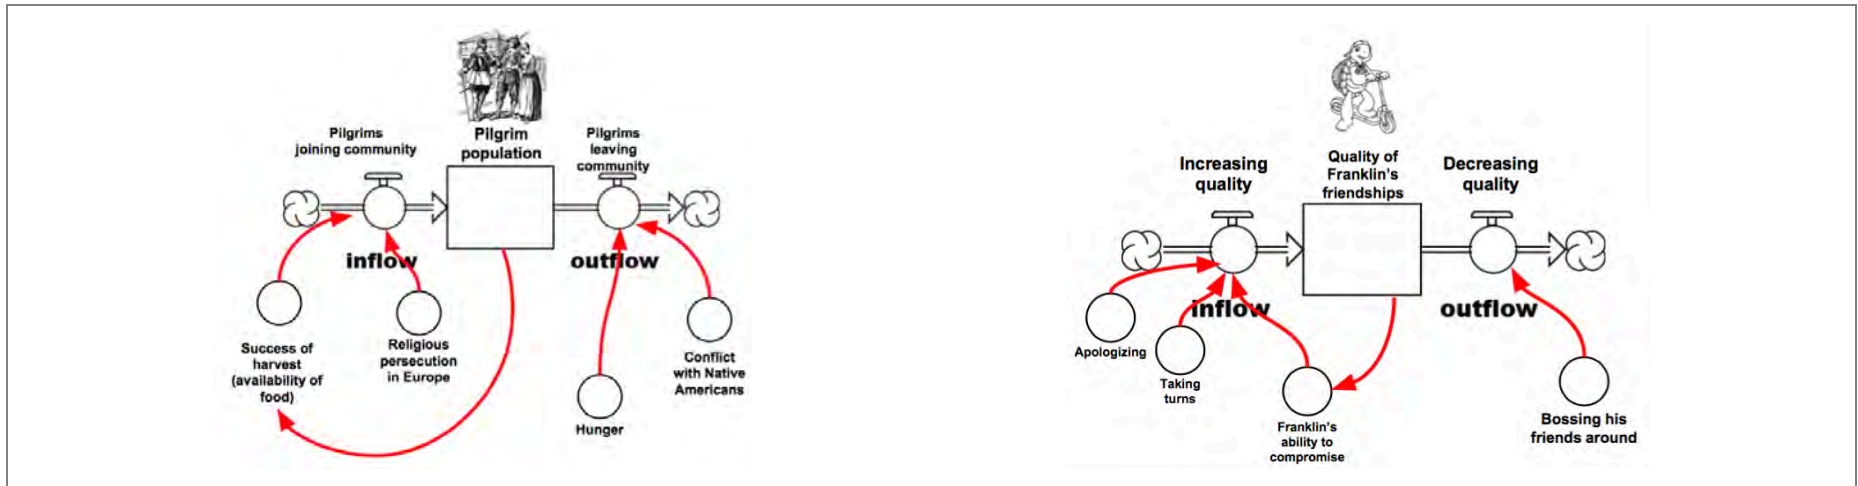 Pilgrims
joining community
Pilgrim
population
Pilgrims
leaving
community
inflow
outflow
Success of
harvest
(availability of
food)
Religious
persecution
in Europe
Hunger
Conflict
with Native
Americans
Increasing
quality
Quality of
Franklin's
friendships
Decreasing
quality
inflow
outflow
Apologizing
Taking
turns
Franklin's
ability to
compromise
Bossing his
friends around